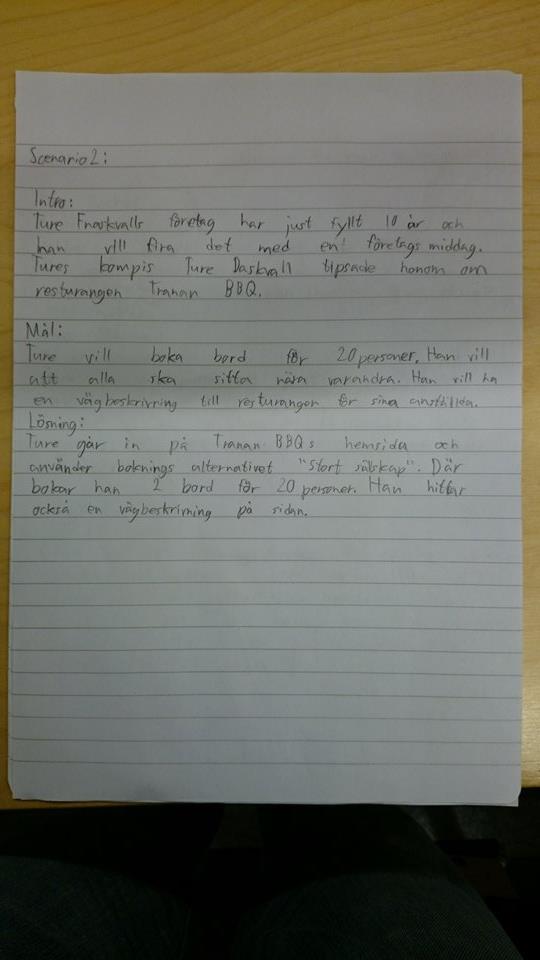 Scenario 2:
Intro:
Ture Fnaskvalls företag har just fyllt 10 år och
han vill fira det med en företags middag.
Tures kompis Ture Daskvall tipsade honom om
resturangen Tranan BBQ.
Mål:
Ture vill boka bord för 20 personer. Han vill
att alla ska sitta nära varandra. Han vill ha
en vägbeskrivning till resturangen för sina anställda.
Lösning:
Ture går in på Tranan BBQs hemsida och
använder boknings alternativet "Stort sälskap". Där
bokar han 2 bord för 20 personer. Han hittar
också en vägbeskrivning på sidan.